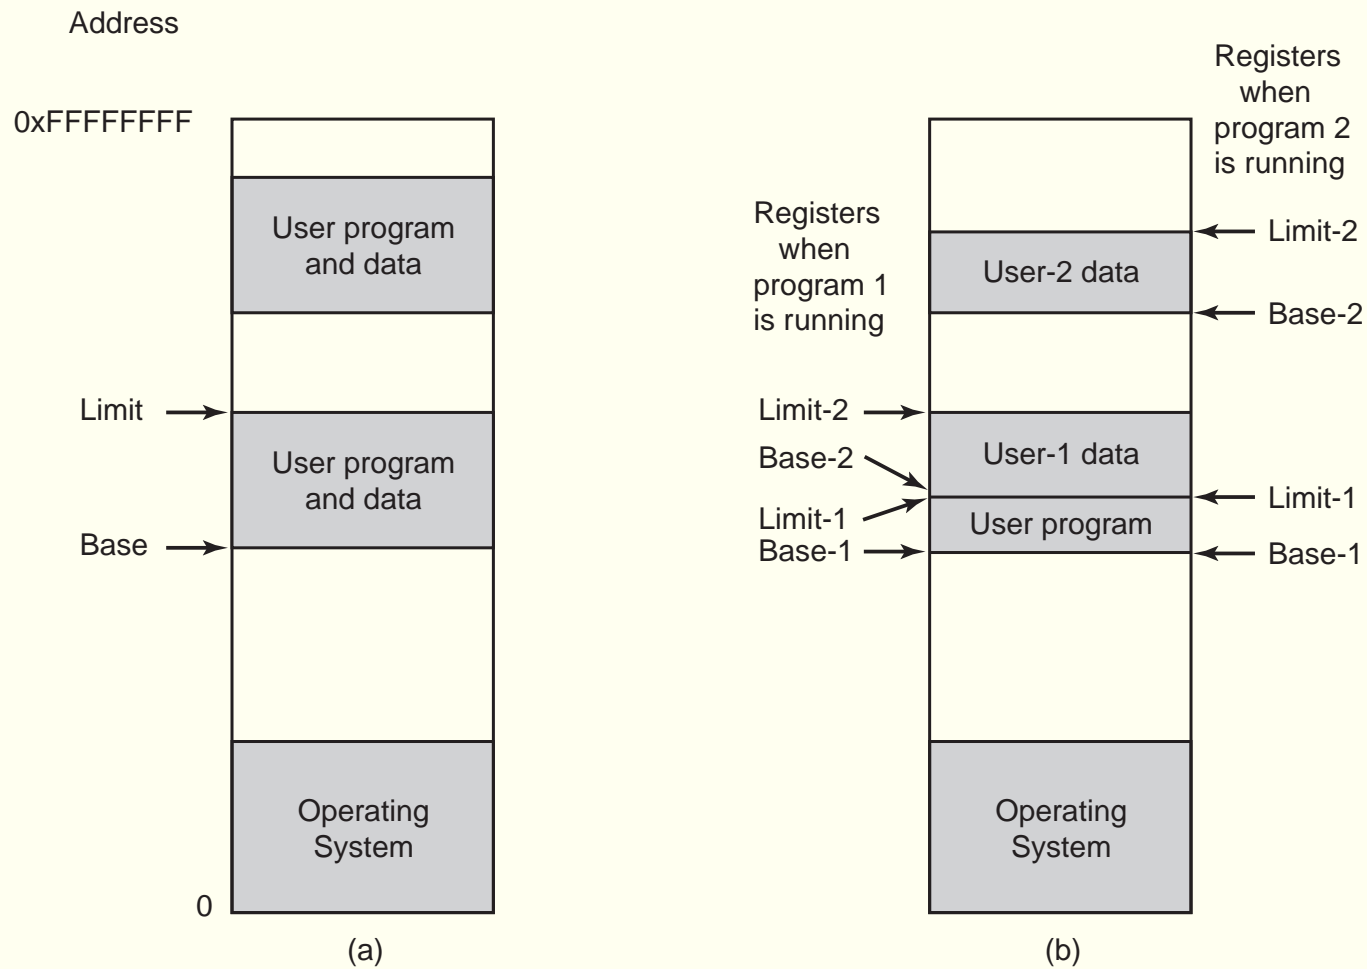 Address
0xFFFFFFFF
User program
and data
Limit
User program
and data
Base
Operating
System
0
(a)
Registers
when
program 1
is running
Limit-2
Base-2
Limit-1
Base-1
User-2 data
User-1 data
User program
Operating
System
(b)
Registers
when
program 2
is running
Limit-2
Base-2
Limit-1
Base-1